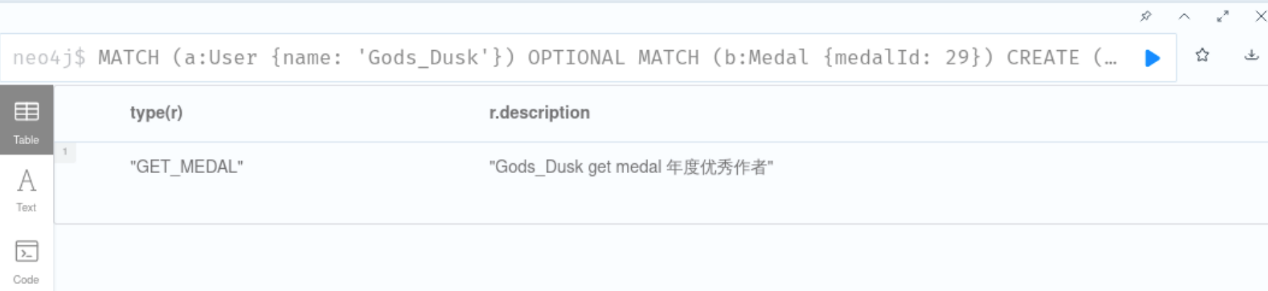 neo4j$ MATCH (a:User {name: 'Gods_Dusk'}) OPTIONAL MATCH (b:Medal {medalId: 29}) CREATE (…
type(r) r.description
Table
1
"GET_MEDAL" "Gods_Dusk get medal 年度优秀作者"
A
Text
Code